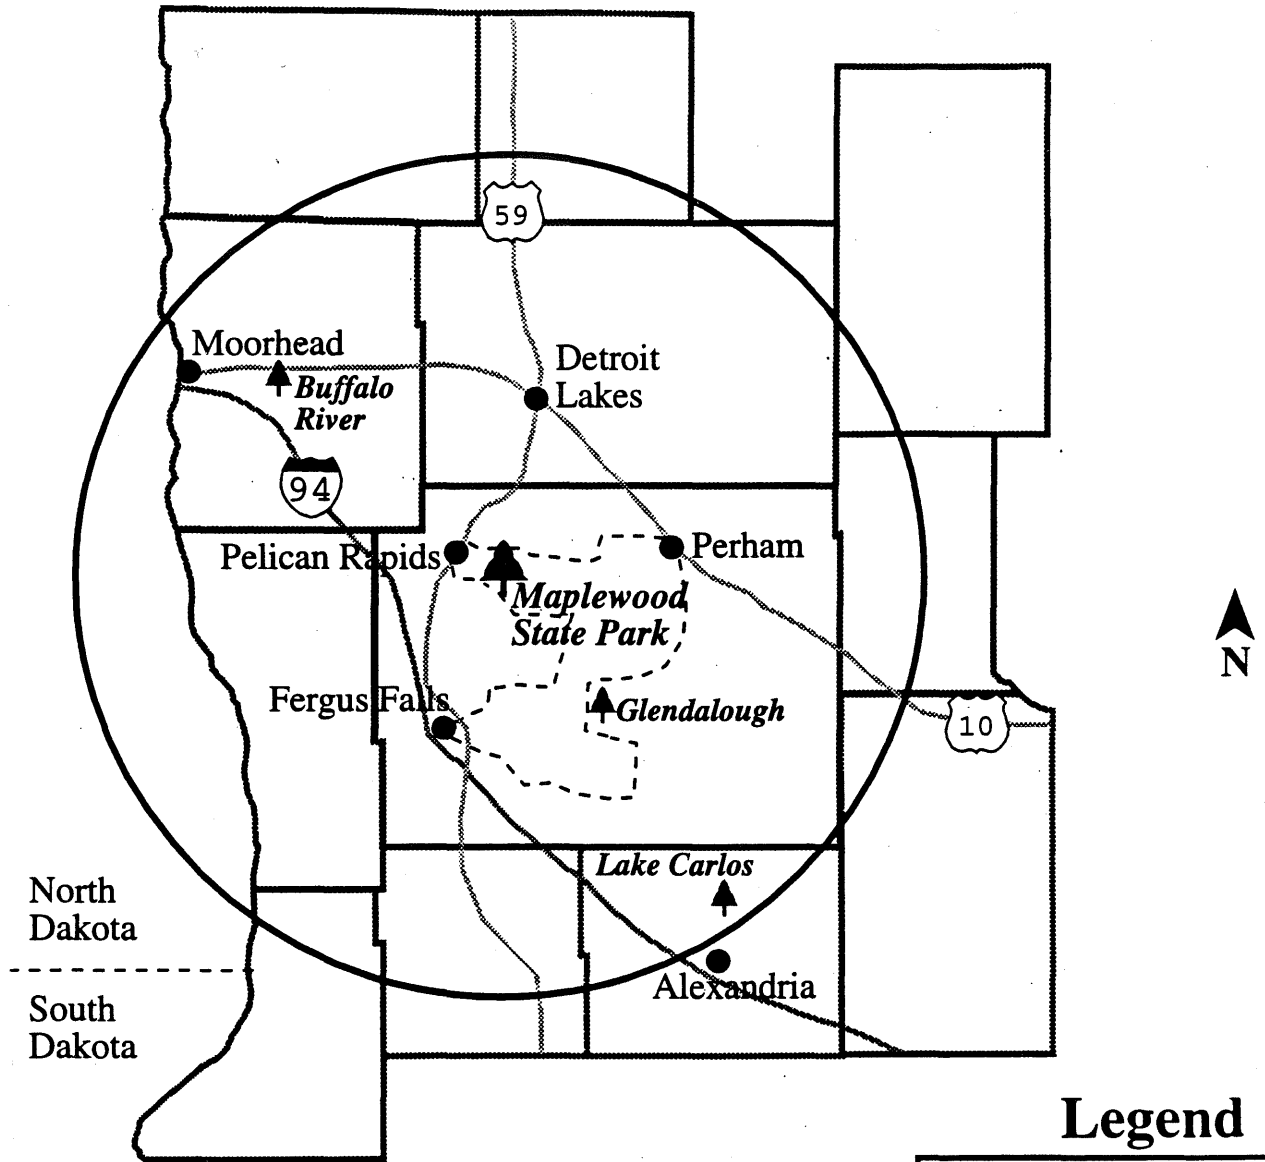 59
Moorhead
Detroit
Lakes
Buffalo
River
94
Pelican Rapids
Perham
Maplewood
State Park
N
Fergus Falls
Glendalough
10
Lake Carlos
North
Dakota
Alexandria
South
Dakota
Legend